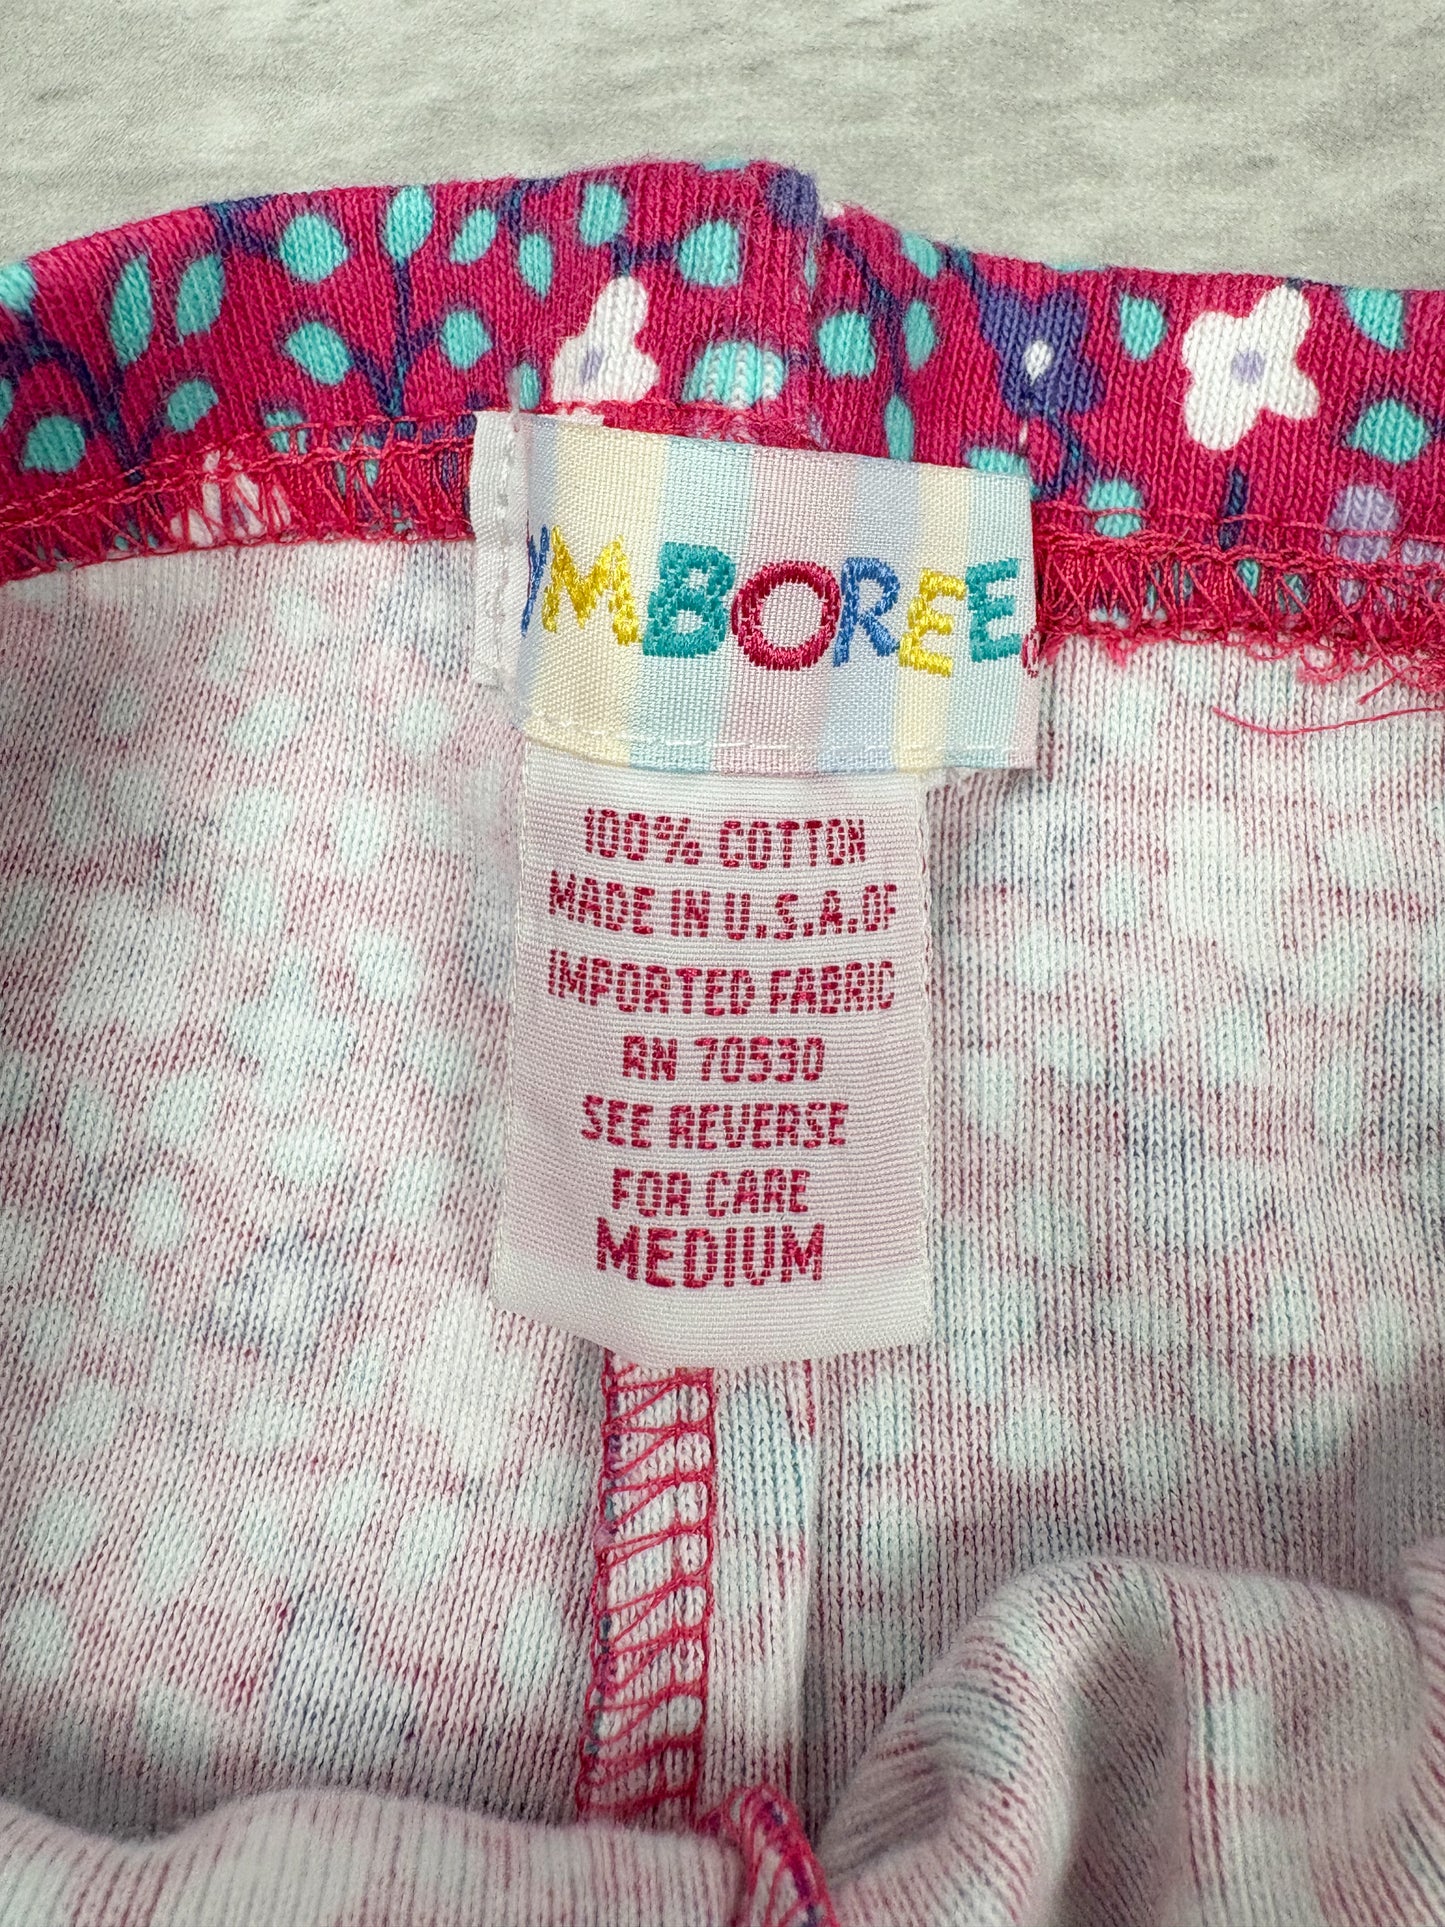 YMBOREE
100% COTTON
MADE IN U.S.A. OF
IMPORTED FABRIC
RN 70530
SEE REVERSE
FOR CARE
MEDIUM